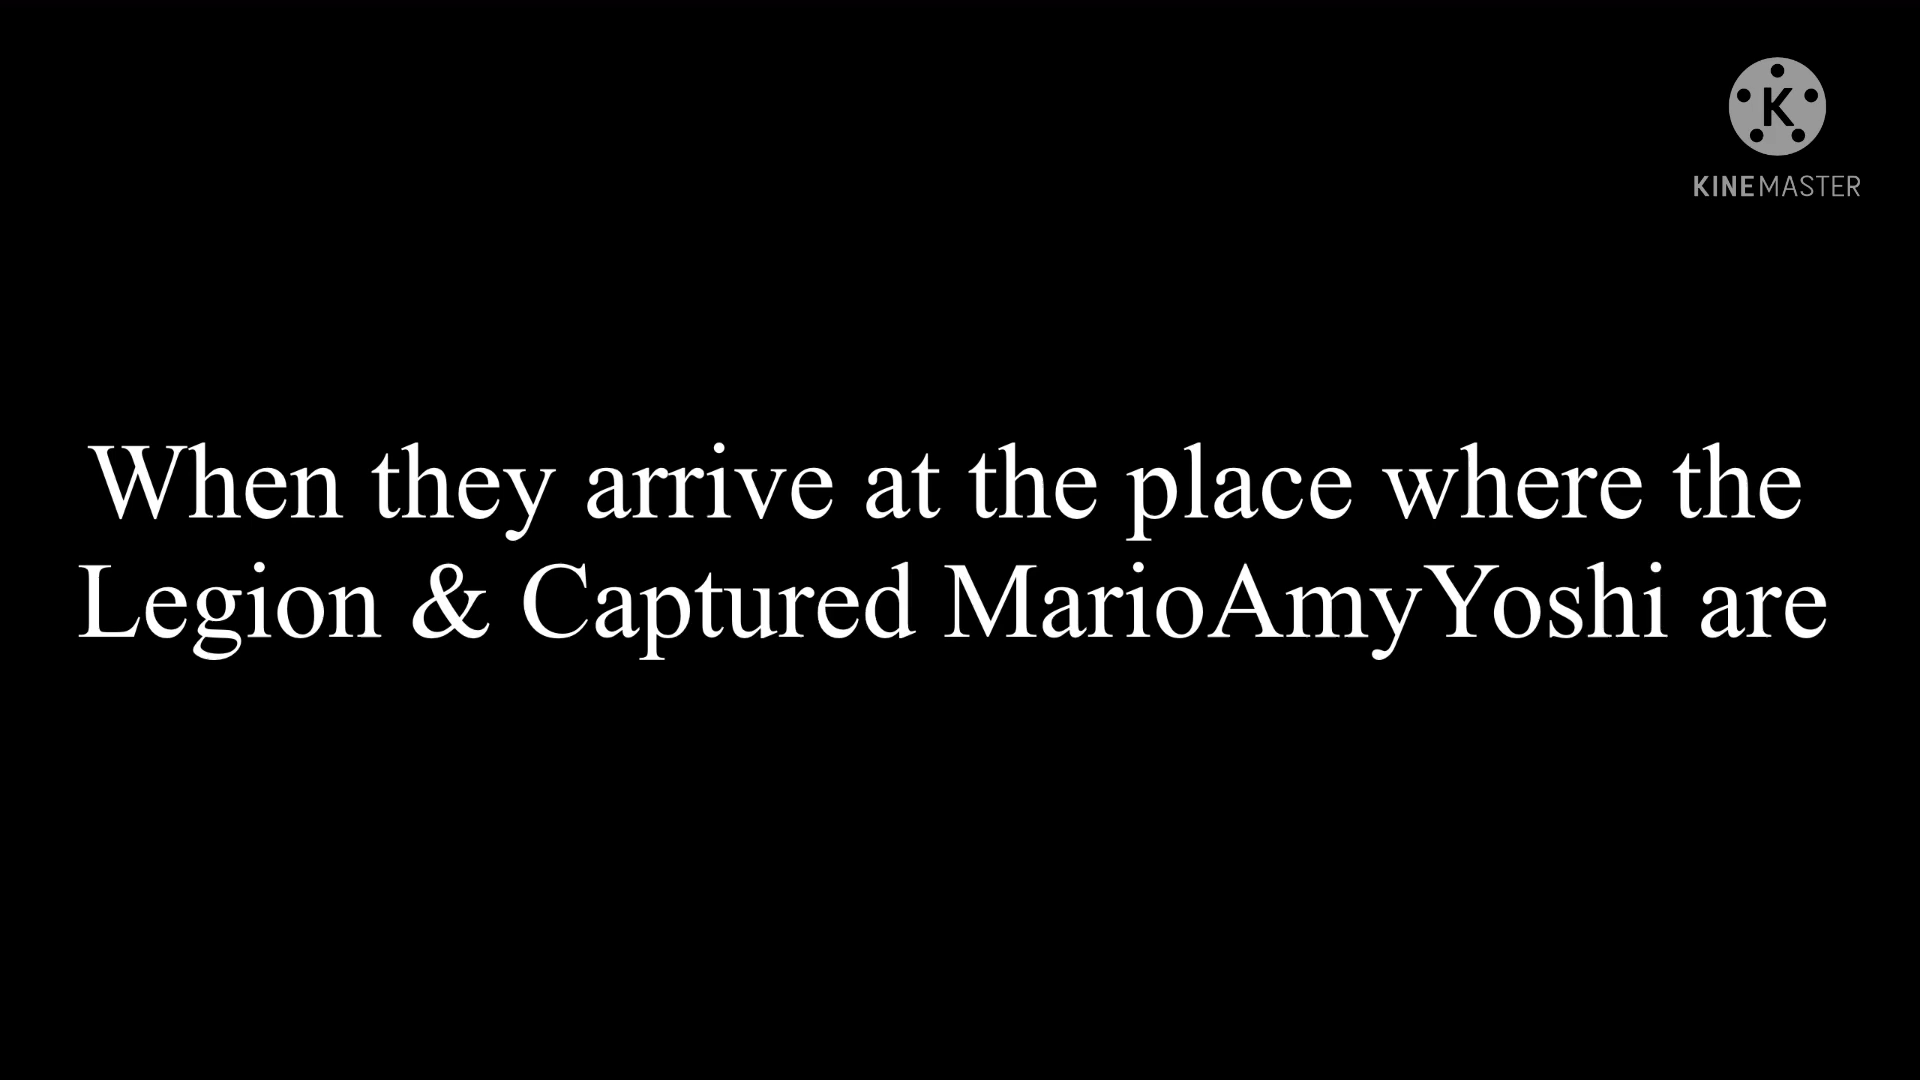 K
KINEMASTER
When they arrive at the place where the
Legion & Captured MarioAmyYoshi are